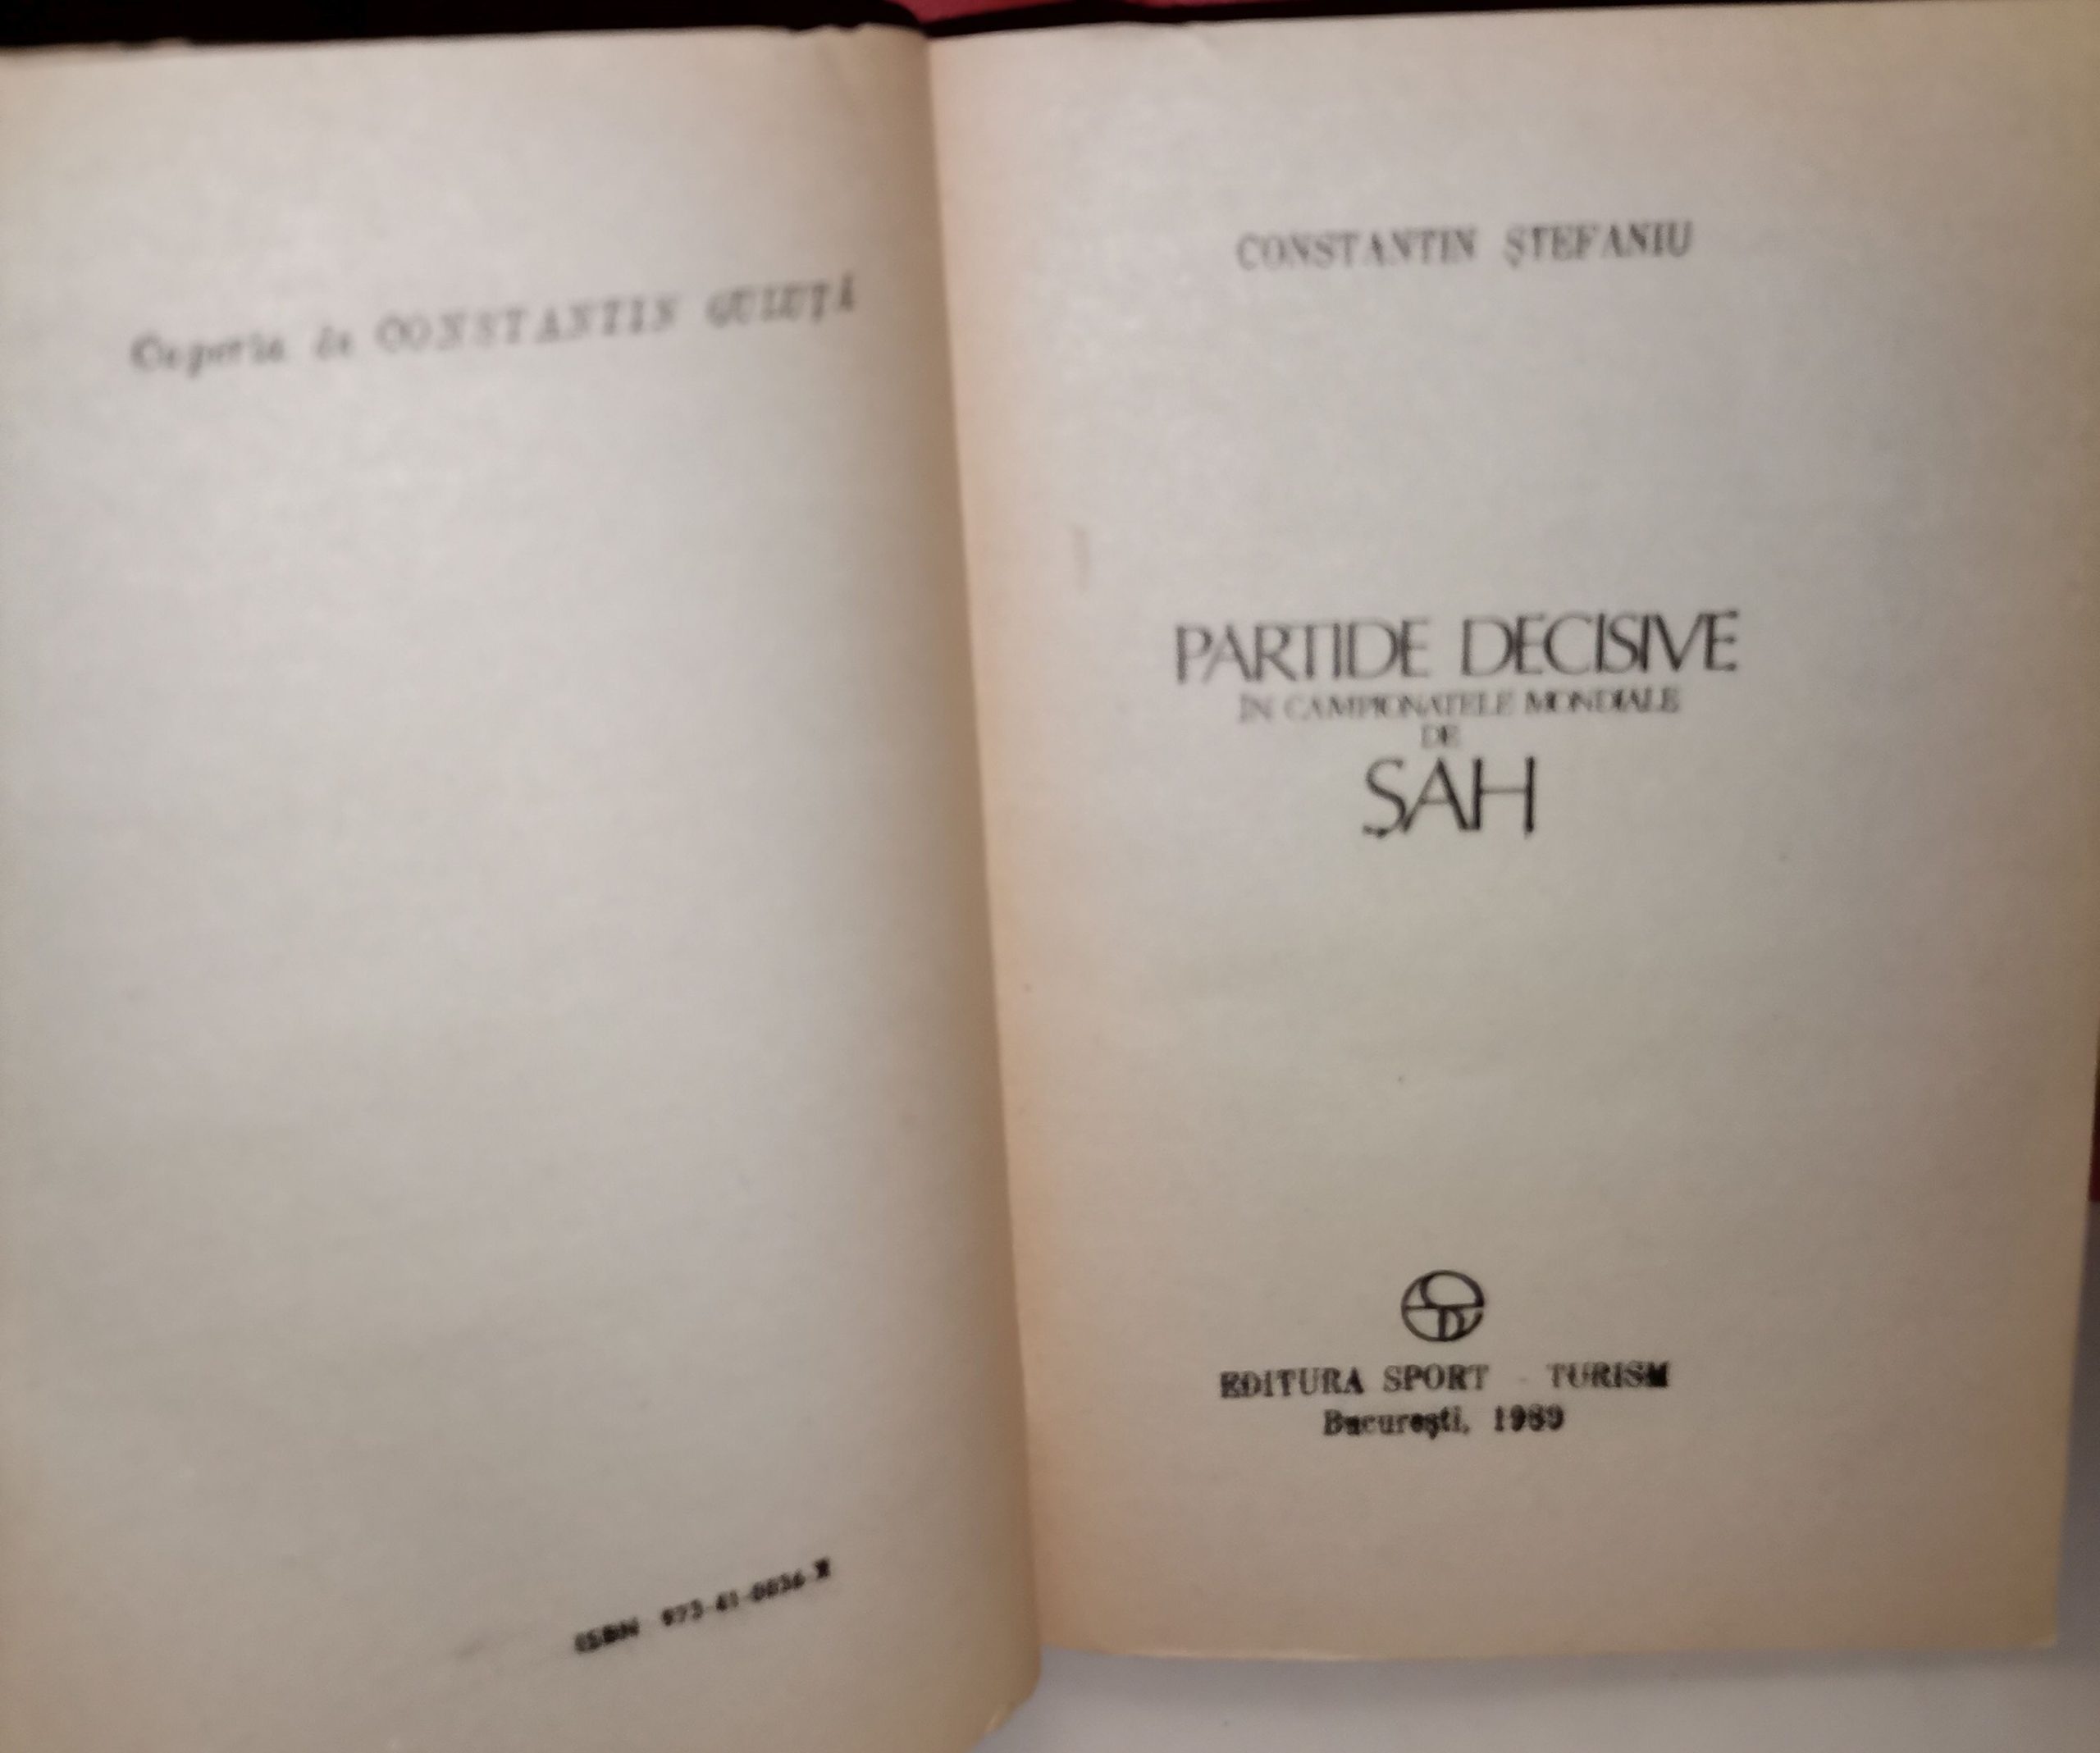 Coperta de CONSTANTIN GULUȚĂ
ISBN 973-41-0036-X
CONSTANTIN ȘTEFANIU
PARTIDE DECISIVE
ÎN CAMPIONATELE MONDIALE
DE
ȘAH
EDITURA SPORT - TURISM
București, 1989